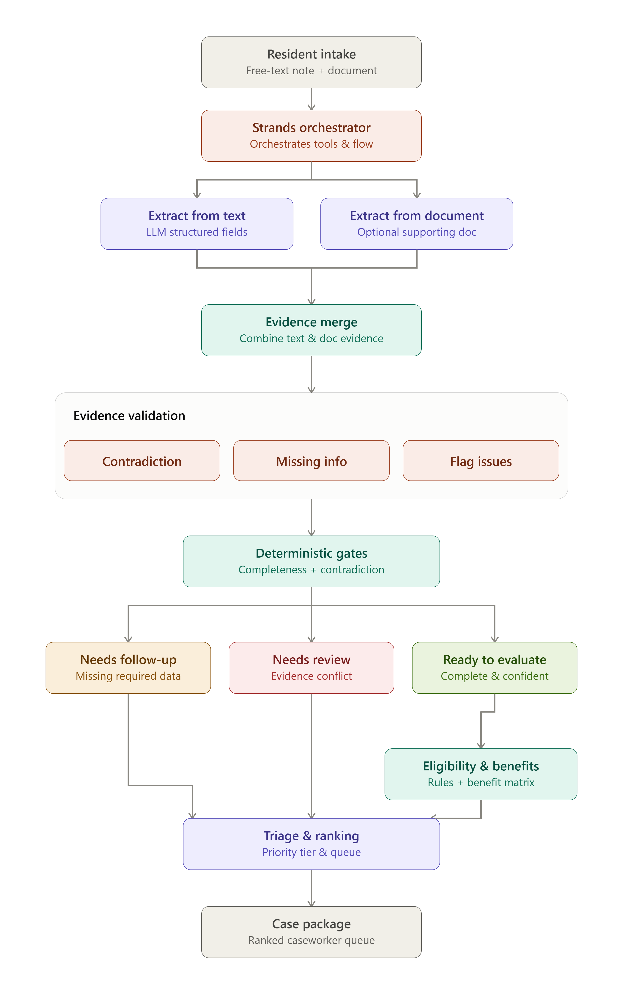 Resident intake
Free-text note + document
Strands orchestrator
Orchestrates tools & flow
Extract from text
LLM structured fields
Extract from document
Optional supporting doc
Evidence merge
Combine text & doc evidence
Evidence validation
Contradiction
Missing info
Flag issues
Deterministic gates
Completeness + contradiction
Needs follow-up
Missing required data
Needs review
Evidence conflict
Ready to evaluate
Complete & confident
Eligibility & benefits
Rules + benefit matrix
Triage & ranking
Priority tier & queue
Case package
Ranked caseworker queue